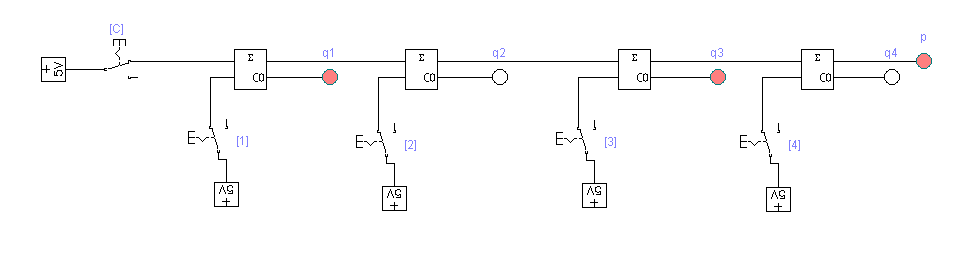 [C]
+ 5V
Σ CO q1
Σ CO q2
Σ CO q3
Σ CO q4
p
[1]
[2]
[3]
[4]
5V +
5V +
5V +
5V +